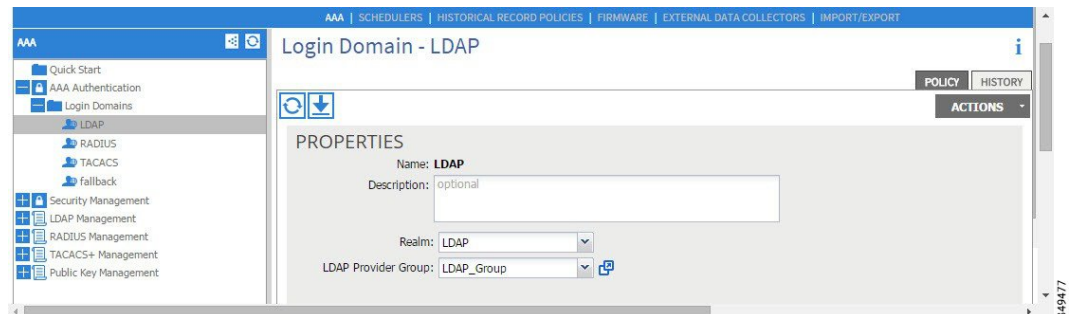 AAA | SCHEDULERS | HISTORICAL RECORD POLICIES | FIRMWARE | EXTERNAL DATA COLLECTORS | IMPORT/EXPORT
AAA
Quick Start
AAA Authentication
Login Domains
LDAP
RADIUS
TACACS
fallback
Security Management
LDAP Management
RADIUS Management
TACACS+ Management
Public Key Management
Login Domain - LDAP
i
POLICY HISTORY
ACTIONS
PROPERTIES
Name: LDAP
Description: optional
Realm: LDAP
LDAP Provider Group: LDAP_Group
349477